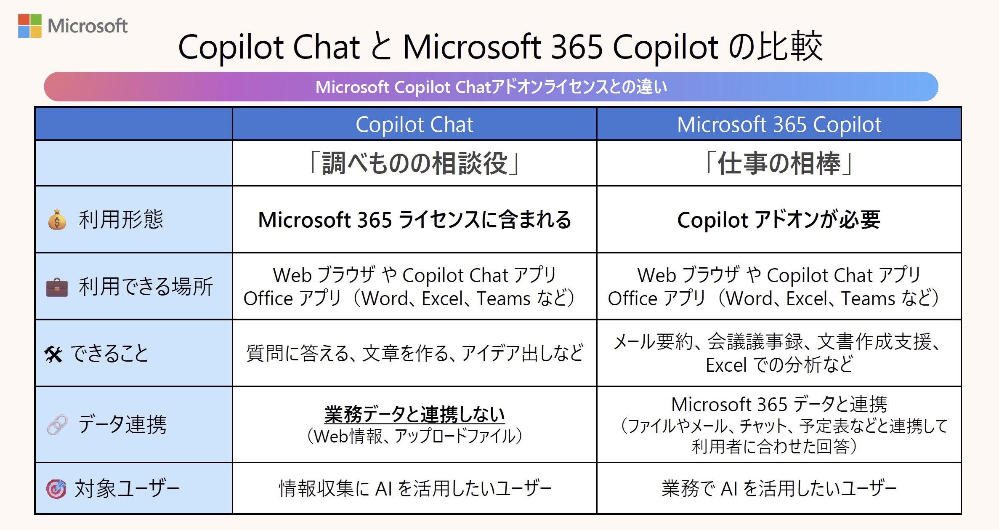 Microsoft
Copilot Chat と Microsoft 365 Copilot の比較
Microsoft Copilot Chatアドオンライセンスとの違い
Copilot Chat
Microsoft 365 Copilot
「調べものの相談役」
「仕事の相棒」
利用形態
Microsoft 365 ライセンスに含まれる
Copilot アドオンが必要
利用できる場所
Web ブラウザ や Copilot Chat アプリ
Office アプリ（Word、Excel、Teams など）
Web ブラウザ や Copilot Chat アプリ
Office アプリ（Word、Excel、Teams など）
できること
質問に答える、文章を作る、アイデア出しなど
メール要約、会議議事録、文書作成支援、
Excel での分析など
データ連携
業務データと連携しない
（Web情報、アップロードファイル）
Microsoft 365 データと連携
（ファイルやメール、チャット、予定表などと連携して
利用者に合わせた回答）
対象ユーザー
情報収集に AI を活用したいユーザー
業務で AI を活用したいユーザー